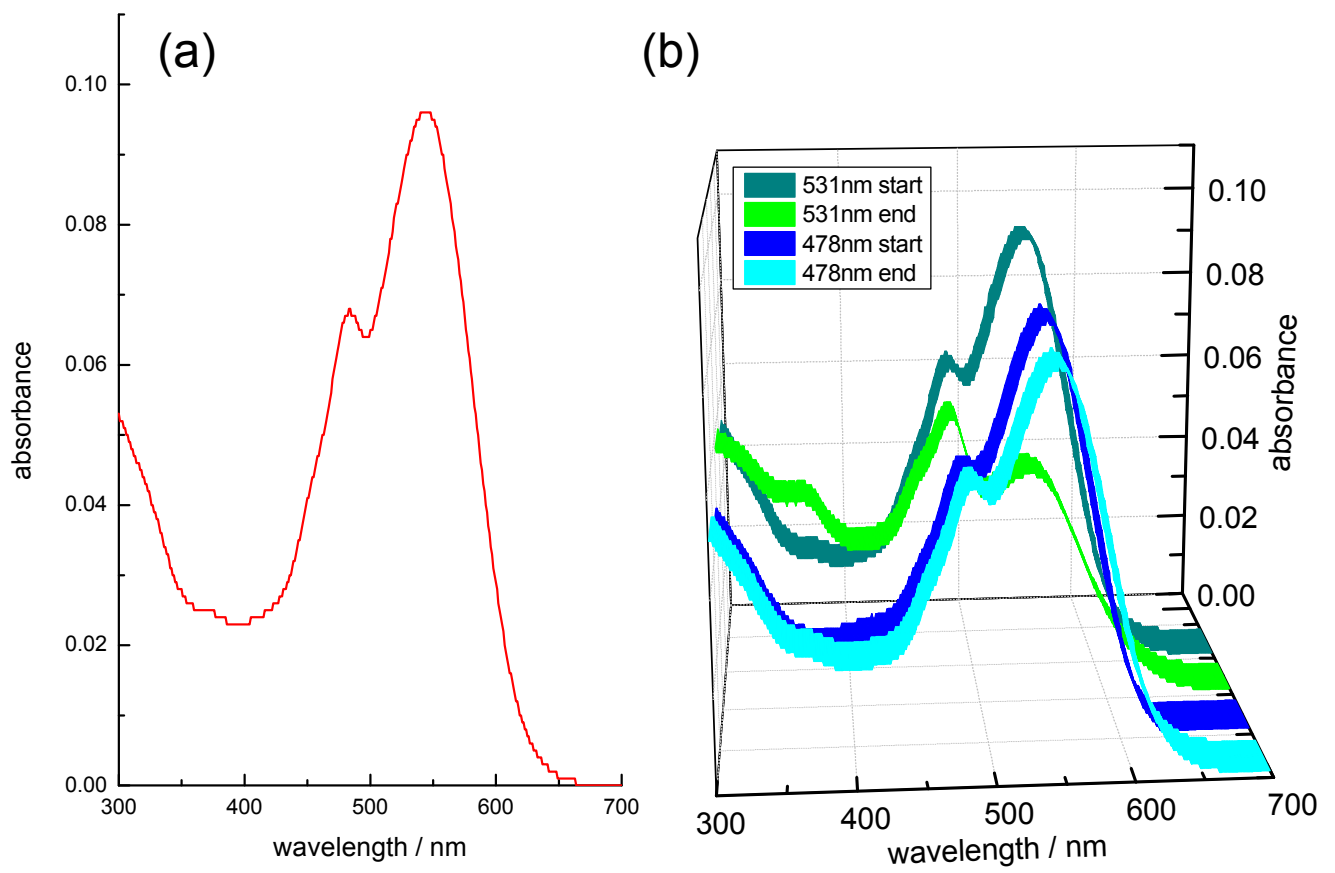 (a)
0.10
0.08
0.06
0.04
0.02
0.00
absorbance
300 400 500 600 700
wavelength / nm
(b)
531nm start
531nm end
478nm start
478nm end
0.10
0.08
0.06
0.04
0.02
0.00
absorbance
300 400 500 600 700
wavelength / nm